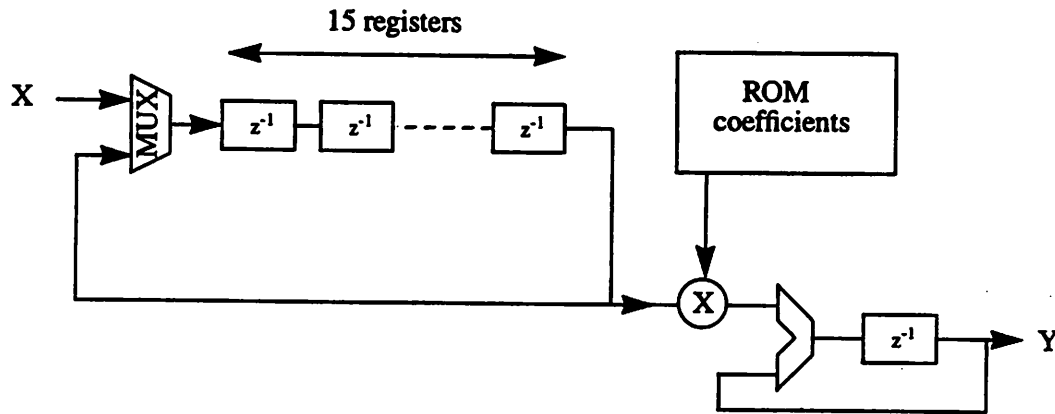 15 registers
X
MUX
z⁻¹
z⁻¹
z⁻¹
ROM
coefficients
X
z⁻¹
Y